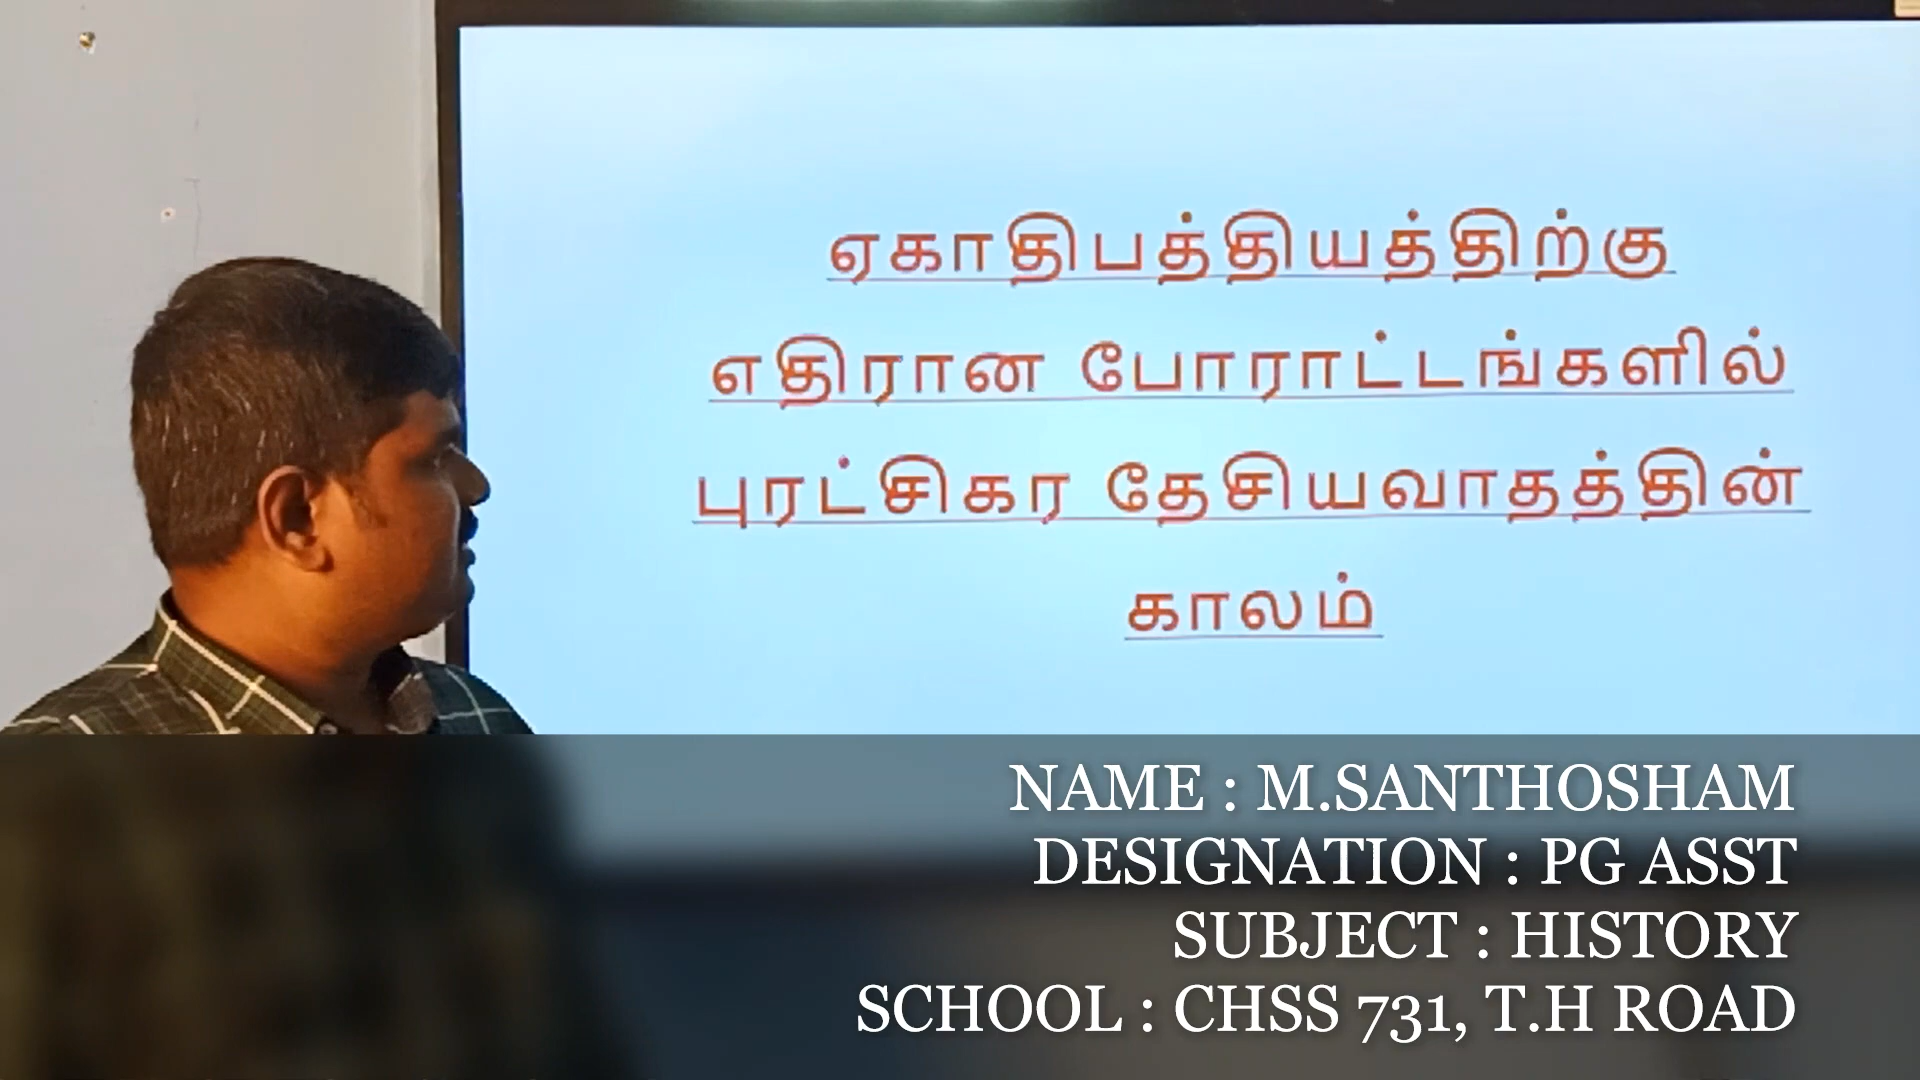 ஏகாதிபத்தியத்திற்கு
எதிரான போராட்டங்களில்
புரட்சிகர தேசியவாதத்தின்
காலம்
NAME : M.SANTHOSHAM
DESIGNATION : PG ASST
SUBJECT : HISTORY
SCHOOL : CHSS 731, T.H ROAD